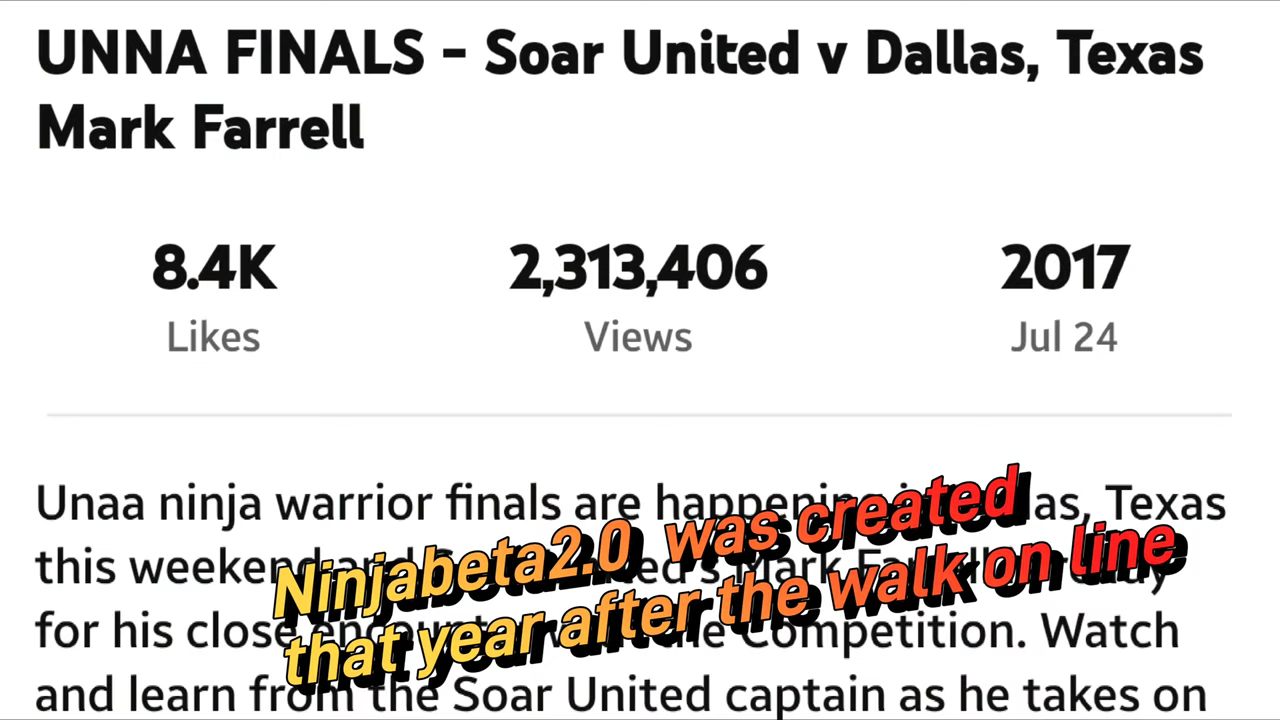 UNNA FINALS - Soar United v Dallas, Texas
Mark Farrell
8.4K
Likes
2,313,406
Views
2017
Jul 24
Unaa ninja warrior finals are happening as, Texas
this weekend
for his close the Competition. Watch
and learn from the Soar United captain as he takes on
Ninjabeta2.0 was created
that year after the walk on line